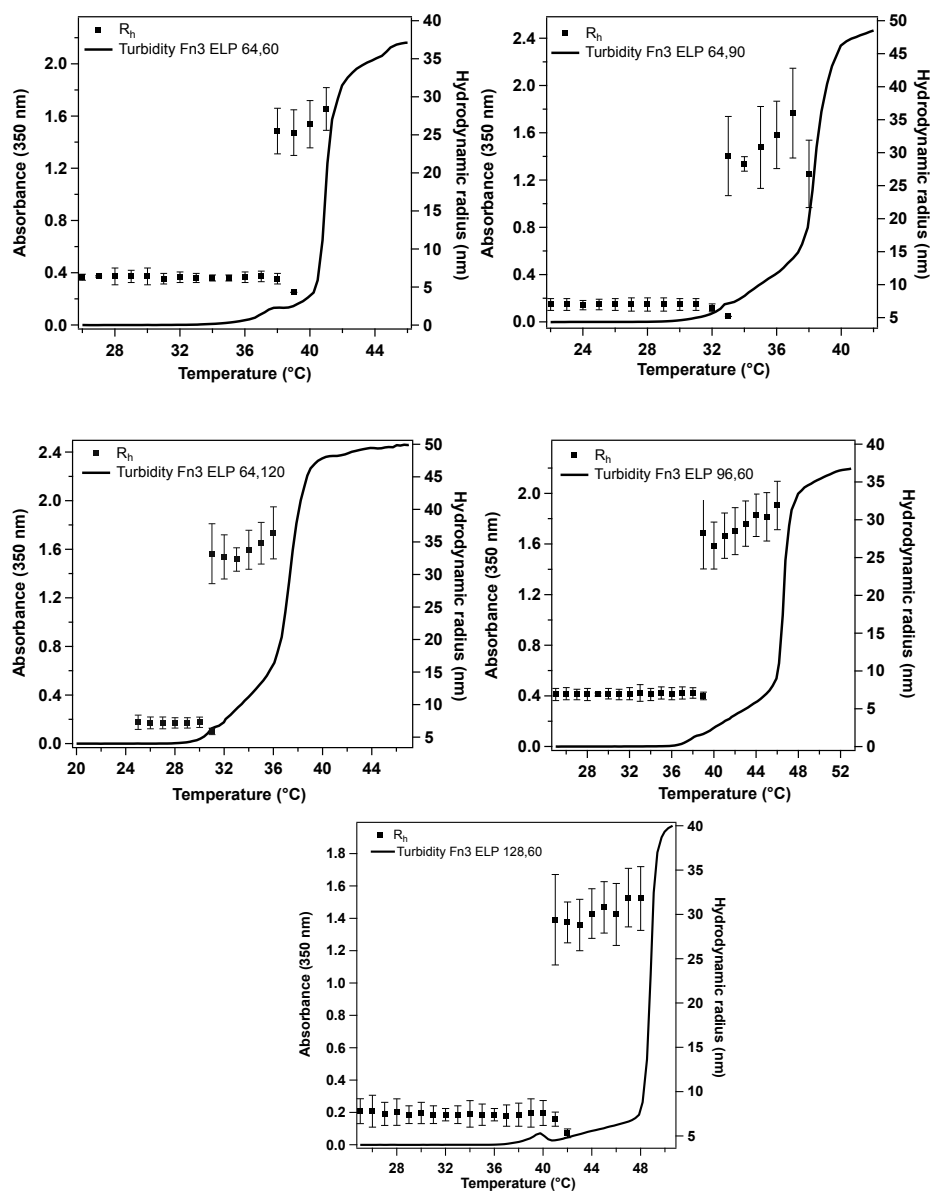 Rh
Turbidity Fn3 ELP 64,60
Absorbance (350 nm)
2.0
1.6
1.2
0.8
0.4
0.0
40
35
30
25
20
15
10
5
0
Hydrodynamic radius (nm)
28 32 36 40 44
Temperature (°C)
Rh
Turbidity Fn3 ELP 64,90
Absorbance (350 nm)
2.4
2.0
1.6
1.2
0.8
0.4
0.0
50
40
30
20
10
5
Hydrodynamic radius (nm)
24 28 32 36 40
Temperature (°C)
Rh
Turbidity Fn3 ELP 64,120
Absorbance (350 nm)
2.4
2.0
1.6
1.2
0.8
0.4
0.0
50
40
30
20
10
5
Hydrodynamic radius (nm)
20 24 28 32 36 40 44
Temperature (°C)
Rh
Turbidity Fn3 ELP 96,60
Absorbance (350 nm)
2.0
1.6
1.2
0.8
0.4
0.0
40
35
30
25
20
15
10
5
0
Hydrodynamic radius (nm)
28 32 36 40 44 48 52
Temperature (°C)
Rh
Turbidity Fn3 ELP 128,60
Absorbance (350 nm)
1.8
1.6
1.4
1.2
1.0
0.8
0.6
0.4
0.2
0.0
40
35
30
25
20
15
10
5
Hydrodynamic radius (nm)
28 32 36 40 44 48
Temperature (°C)